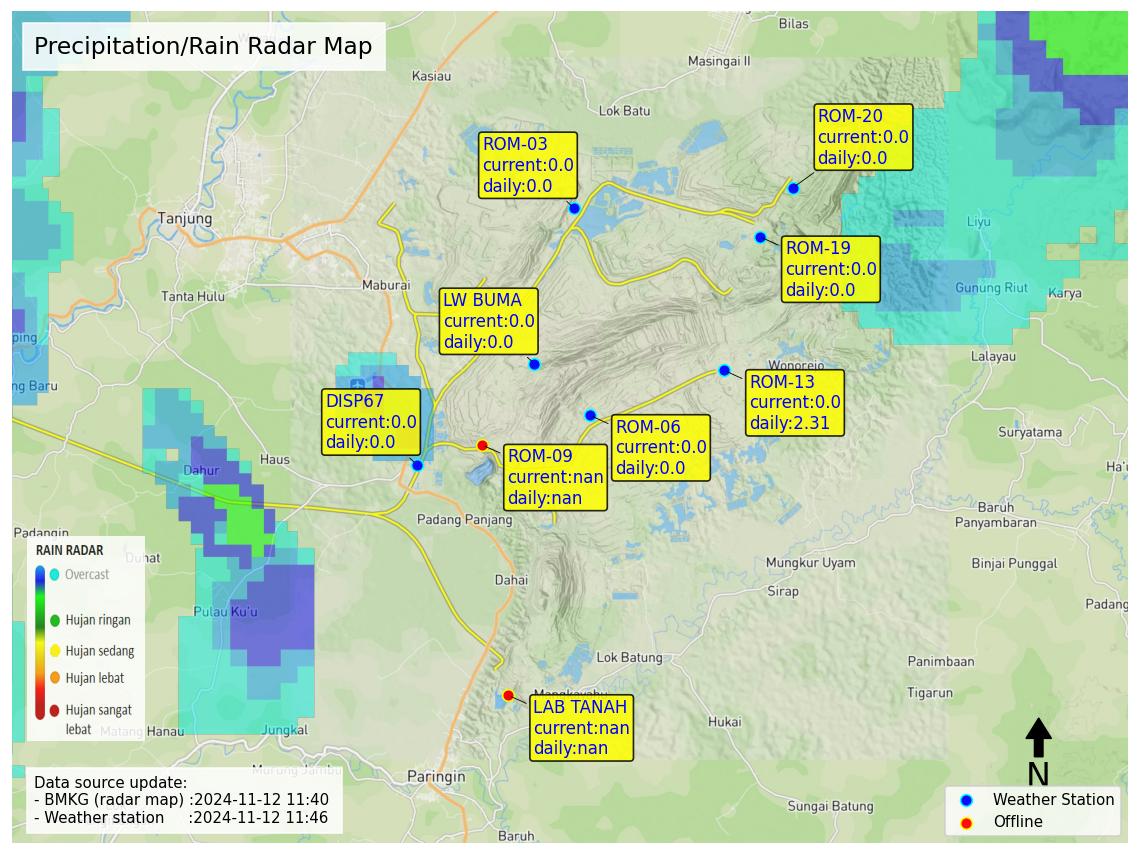 Precipitation/Rain Radar Map
Bilas
Masingai II
Kasiau
Lok Batu
ROM-20
current:0.0
daily:0.0
ROM-03
current:0.0
daily:0.0
Tanjung
Liyu
ROM-19
current:0.0
daily:0.0
Maburai
Tanta Hulu
Gunung Riut
Karya
LW BUMA
current:0.0
daily:0.0
ping
Lalayau
Wonorejo
ng Baru
ROM-13
current:0.0
daily:2.31
DISP67
current:0.0
daily:0.0
ROM-06
current:0.0
daily:0.0
Suryatama
Haus
Dahur
ROM-09
current:nan
daily:nan
Ha'u
Baruh
Panyambaran
Padang Panjang
Padangin
Duhat
Mungkur Uyam
Binjai Punggal
Dahai
Sirap
Padang
Pulau Ku'u
RAIN RADAR
Overcast
Hujan ringan
Hujan sedang
Hujan lebat
Hujan sangat
lebat
Lok Batung
Panimbaan
Tigarun
Mangkayahu
LAB TANAH
current:nan
daily:nan
Hukai
Matang Hanau
Jungkal
Murung Jambu
Paringin
N
Data source update:
- BMKG (radar map) :2024-11-12 11:40
- Weather station :2024-11-12 11:46
Weather Station
Offline
Sungai Batung
Baruh